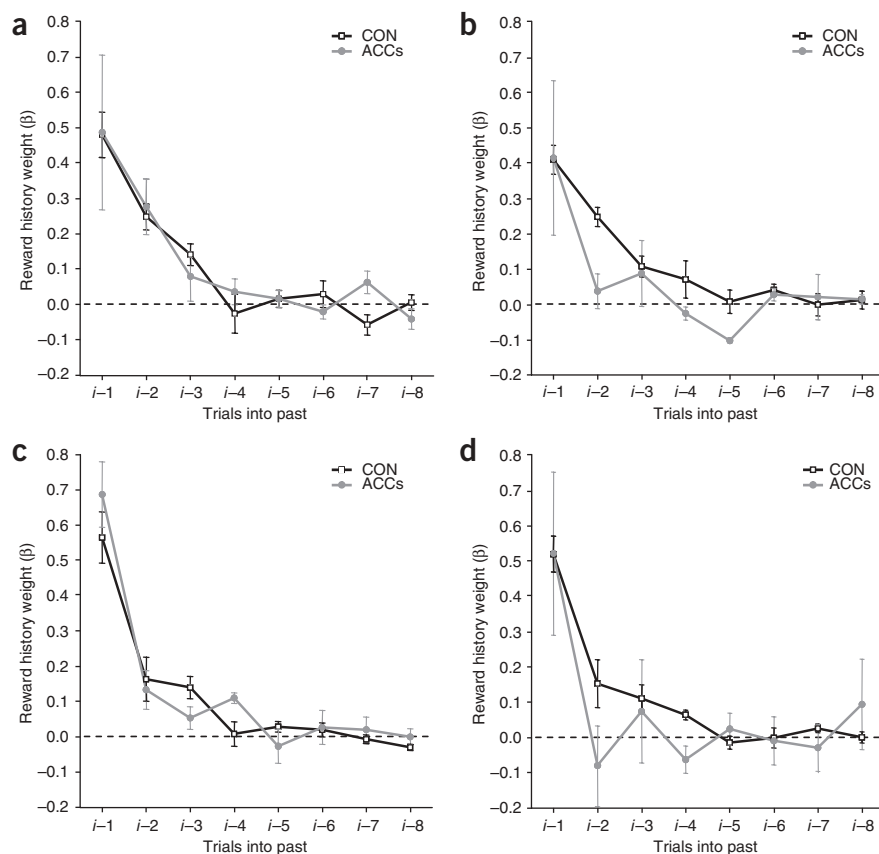 a
0.8
0.7
0.6
0.5
0.4
0.3
0.2
0.1
0.0
–0.1
–0.2
Reward history weight (β)
CON
ACCs
i–1 i–2 i–3 i–4 i–5 i–6 i–7 i–8
Trials into past
b
0.8
0.7
0.6
0.5
0.4
0.3
0.2
0.1
0.0
–0.1
–0.2
Reward history weight (β)
CON
ACCs
i–1 i–2 i–3 i–4 i–5 i–6 i–7 i–8
Trials into past
c
0.8
0.7
0.6
0.5
0.4
0.3
0.2
0.1
0.0
–0.1
–0.2
Reward history weight (β)
CON
ACCs
i–1 i–2 i–3 i–4 i–5 i–6 i–7 i–8
Trials into past
d
0.8
0.7
0.6
0.5
0.4
0.3
0.2
0.1
0.0
–0.1
–0.2
Reward history weight (β)
CON
ACCs
i–1 i–2 i–3 i–4 i–5 i–6 i–7 i–8
Trials into past